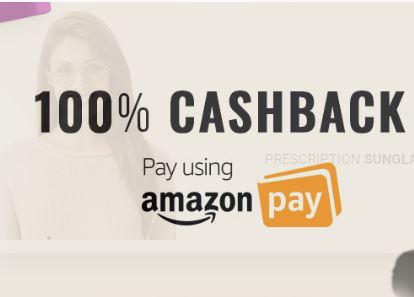 100% CASHBACK
PRESCRIPTION SUNGLA
Pay using
amazon pay